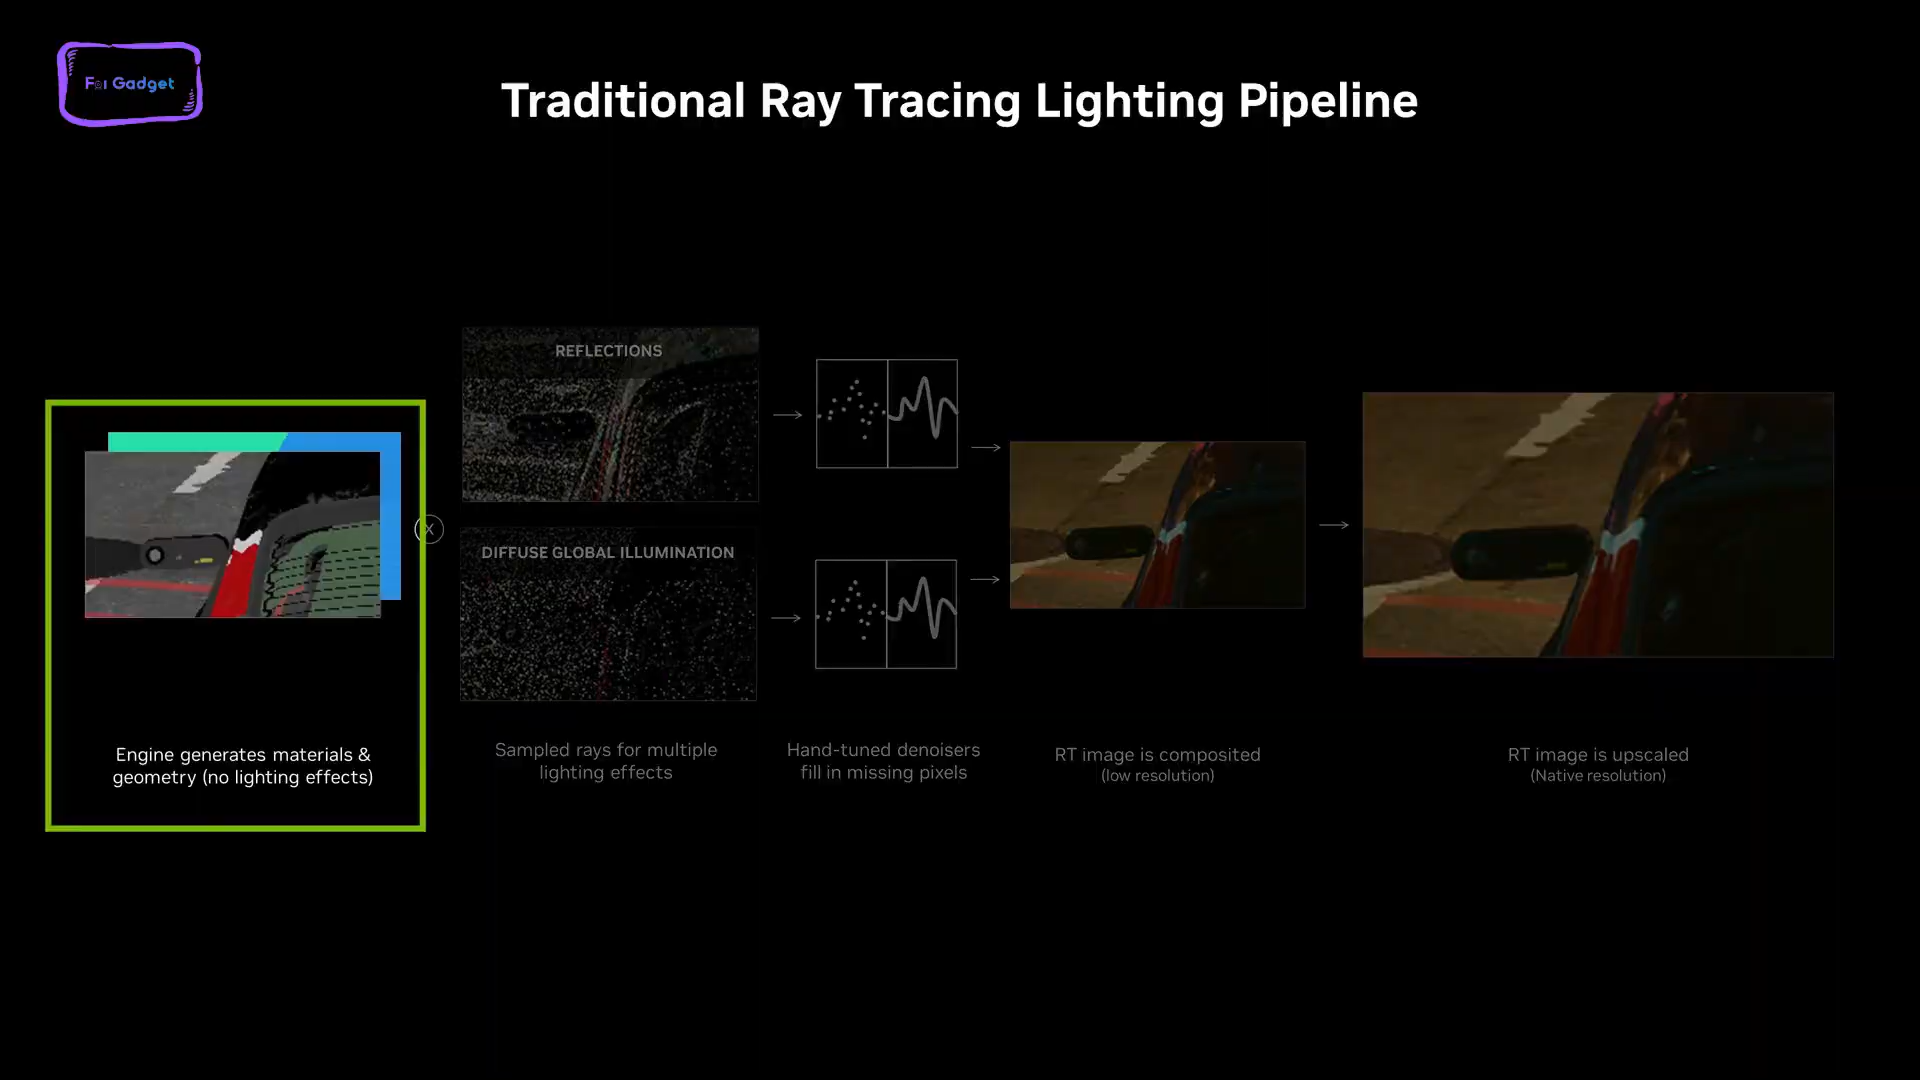 Traditional Ray Tracing Lighting Pipeline
Gadget
REFLECTIONS
DIFFUSE GLOBAL ILLUMINATION
X
Engine generates materials &
geometry (no lighting effects)
Sampled rays for multiple
lighting effects
Hand-tuned denoisers
fill in missing pixels
RT image is composited
(low resolution)
RT image is upscaled
(Native resolution)